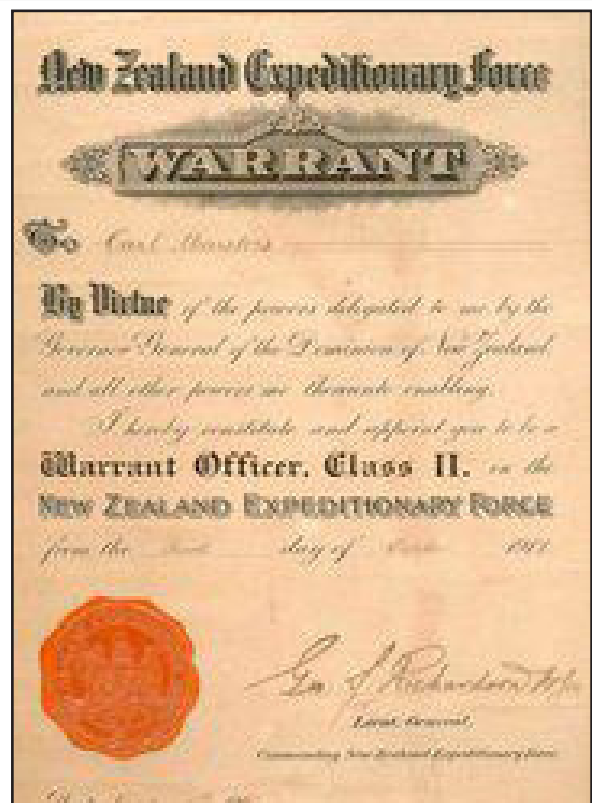 New Zealand Expeditionary Force
WARRANT
To Carl
By Virtue of the powers delegated to me by the
Governor General of the Dominion of New Zealand
and all other powers me thereunto enabling,
I hereby constitute and appoint you to be a
Warrant Officer, Class II. in the
NEW ZEALAND EXPEDITIONARY FORCE
from the day of
Geo S Richardson
Lieut. General,
Commanding New Zealand Expeditionary Force